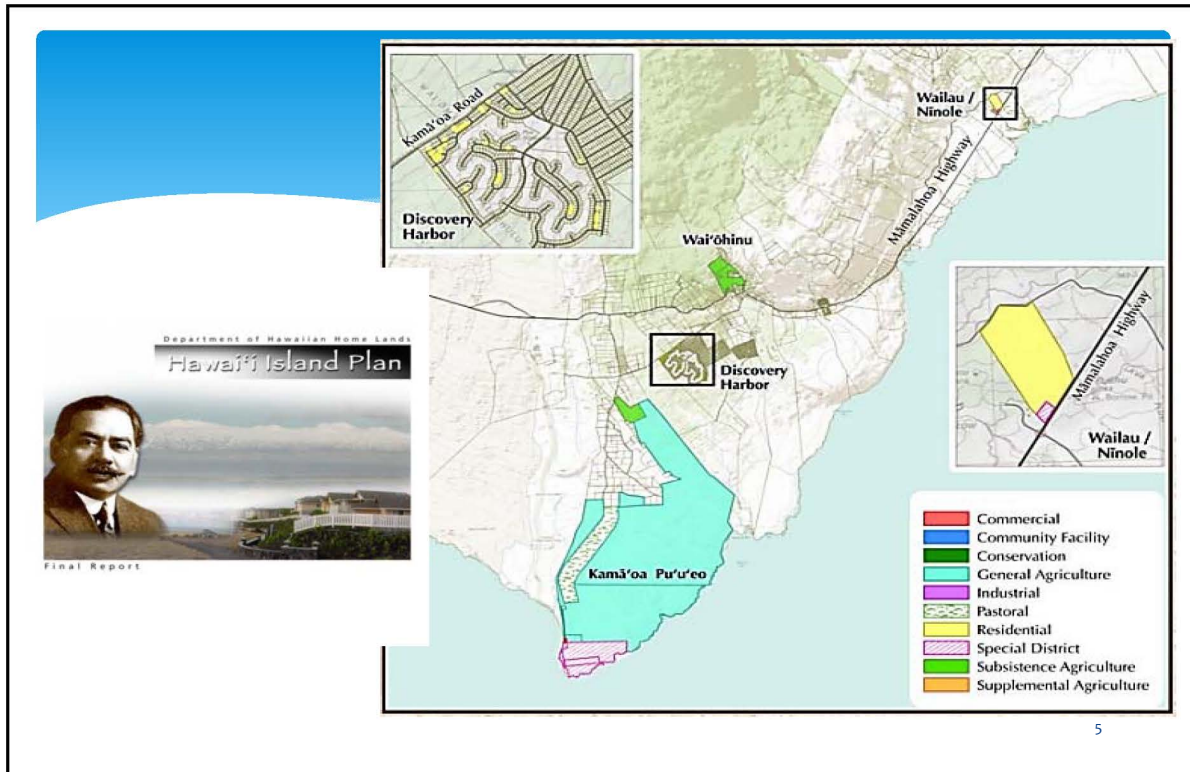 Kamā‘oa Road
Discovery
Harbor
Wailau /
Nīnole
Māmalahoa Highway
Wai‘ōhinu
Discovery
Harbor
Māmalahoa Highway
Wailau /
Nīnole
Department of Hawaiian Home Lands
Hawai‘i Island Plan
Final Report
Kamā‘oa Pu‘u‘eo
Commercial
Community Facility
Conservation
General Agriculture
Industrial
Pastoral
Residential
Special District
Subsistence Agriculture
Supplemental Agriculture
5